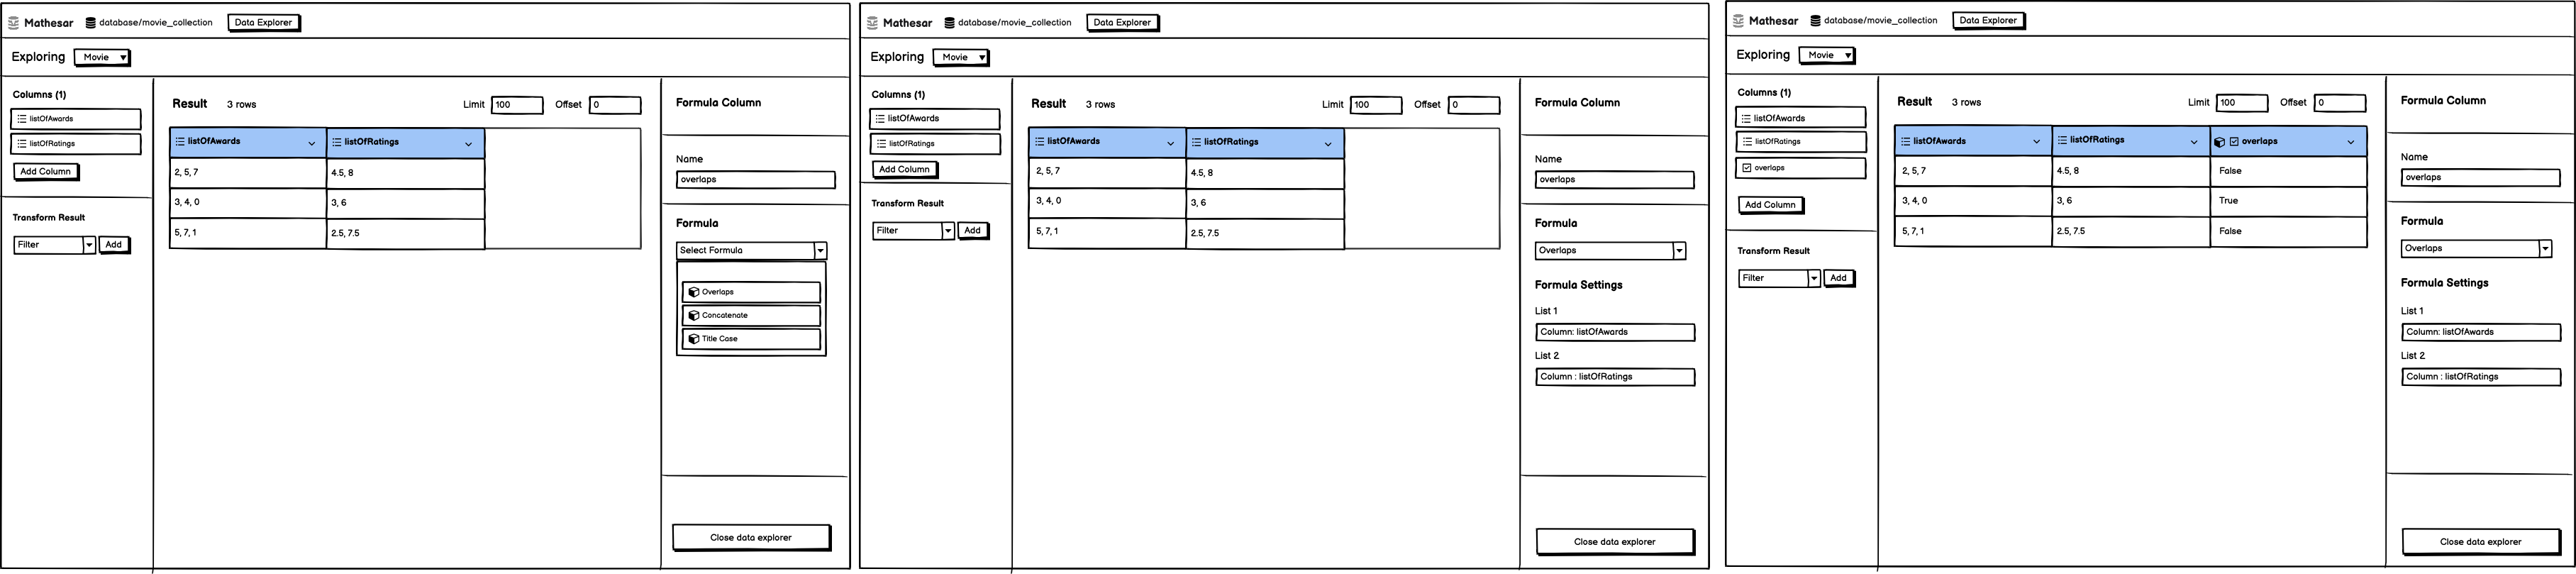 Mathesar database/movie_collection Data Explorer
Exploring Movie
Columns (1)
listOfAwards
listOfRatings
Add Column
Transform Result
Filter Add
Result 3 rows Limit 100 Offset 0
listOfAwards listOfRatings
2, 5, 7 4.5, 8
3, 4, 0 3, 6
5, 7, 1 2.5, 7.5
Formula Column
Name
overlaps
Formula
Select Formula
Overlaps
Concatenate
Title Case
Close data explorer
Mathesar database/movie_collection Data Explorer
Exploring Movie
Columns (1)
listOfAwards
listOfRatings
Add Column
Transform Result
Filter Add
Result 3 rows Limit 100 Offset 0
listOfAwards listOfRatings
2, 5, 7 4.5, 8
3, 4, 0 3, 6
5, 7, 1 2.5, 7.5
Formula Column
Name
overlaps
Formula
Overlaps
Formula Settings
List 1
Column: listOfAwards
List 2
Column : listOfRatings
Close data explorer
Mathesar database/movie_collection Data Explorer
Exploring Movie
Columns (1)
listOfAwards
listOfRatings
overlaps
Add Column
Transform Result
Filter Add
Result 3 rows Limit 100 Offset 0
listOfAwards listOfRatings overlaps
2, 5, 7 4.5, 8 False
3, 4, 0 3, 6 True
5, 7, 1 2.5, 7.5 False
Formula Column
Name
overlaps
Formula
Overlaps
Formula Settings
List 1
Column: listOfAwards
List 2
Column : listOfRatings
Close data explorer